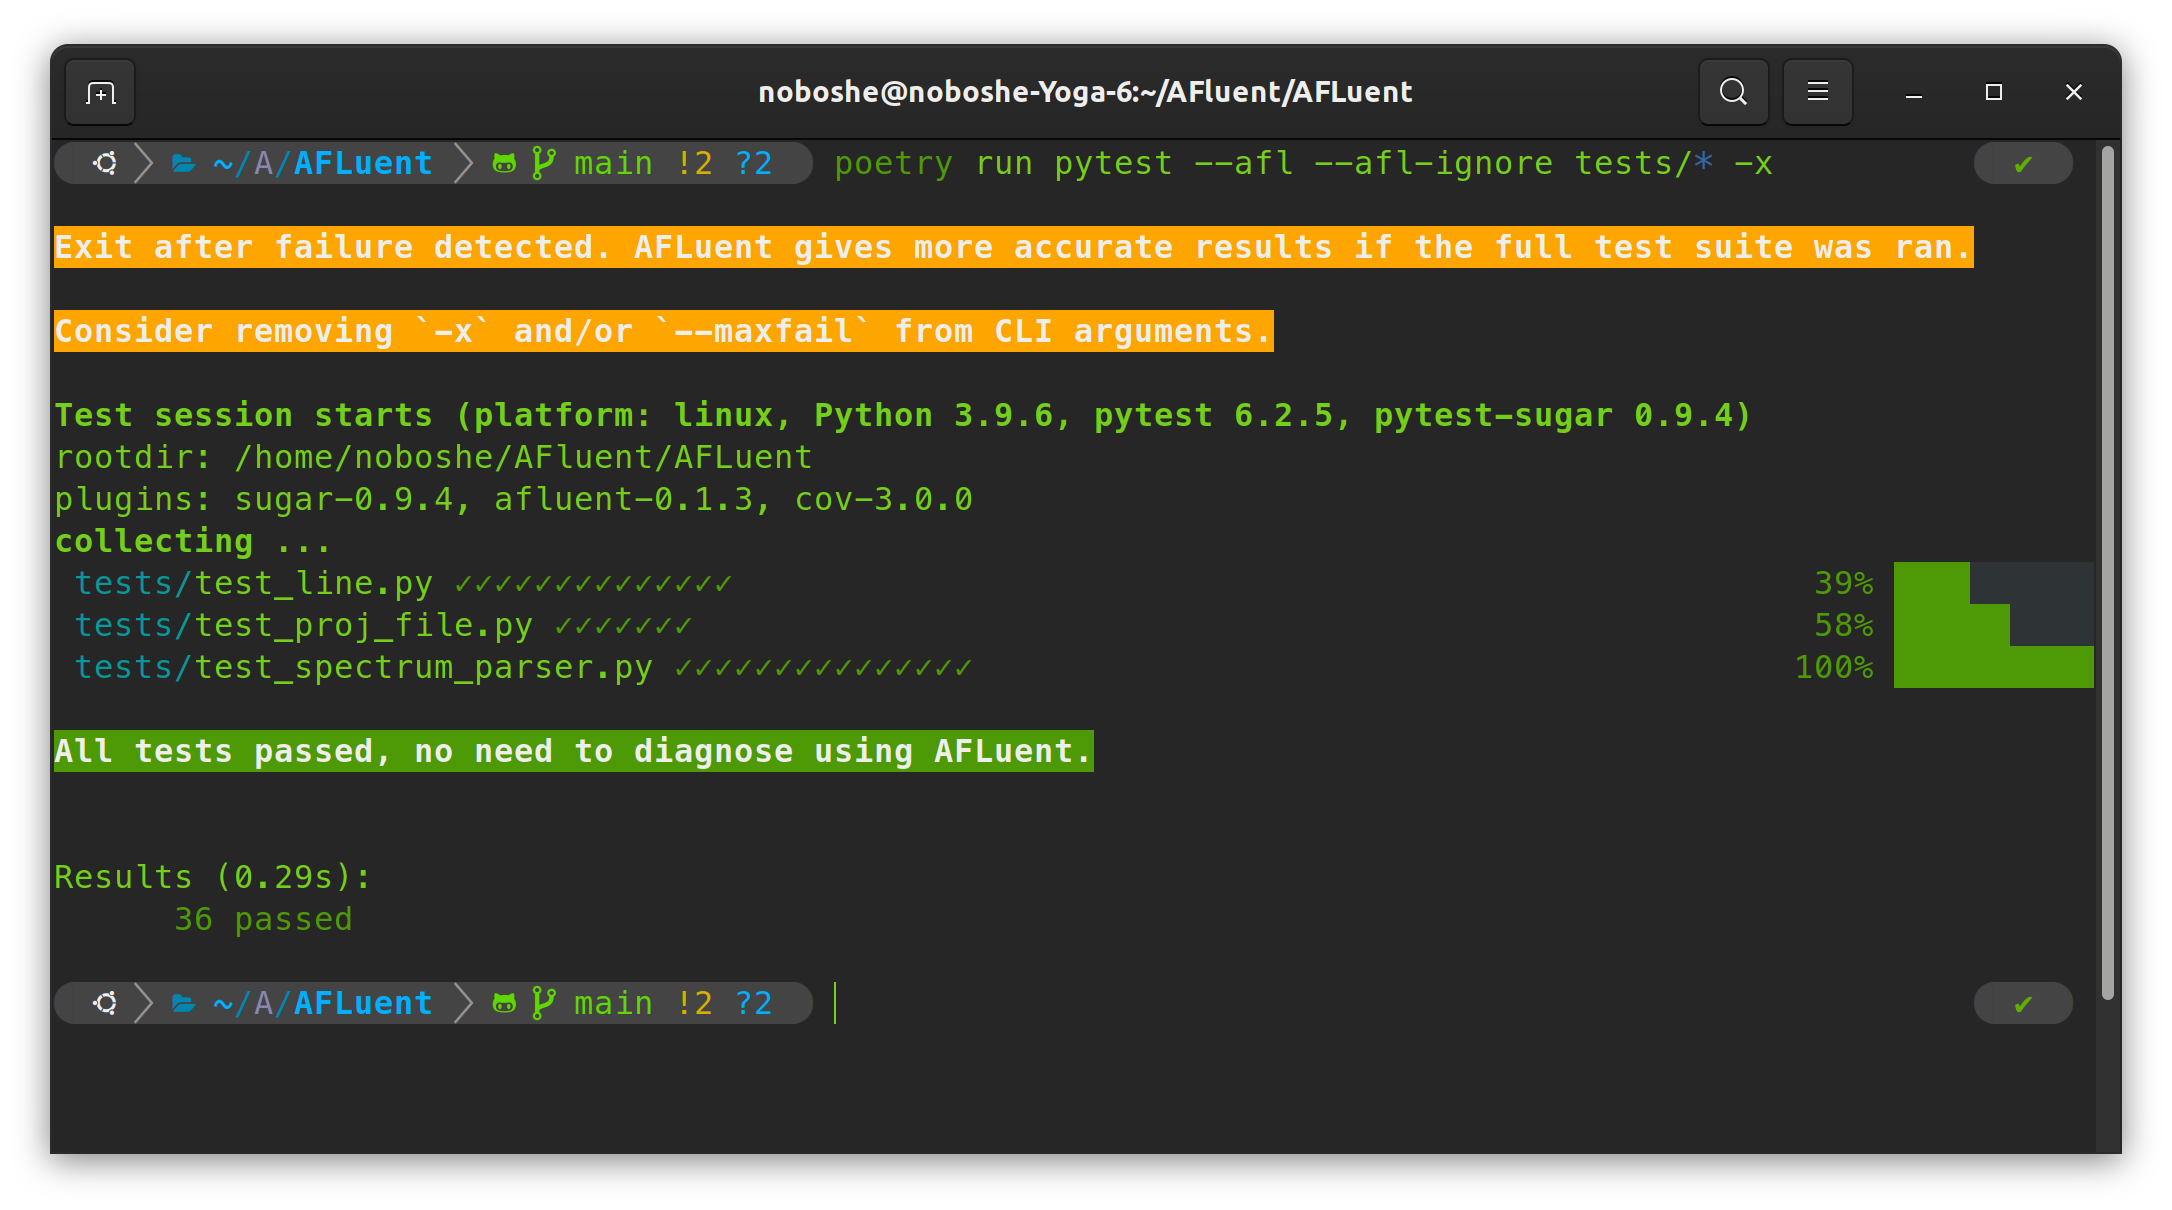 noboshe@noboshe-Yoga-6:~/AFluent/AFLuent
~/A/AFLuent main !2 ?2 poetry run pytest --afl --afl-ignore tests/* -x ✔
Exit after failure detected. AFLuent gives more accurate results if the full test suite was ran.
Consider removing `-x` and/or `--maxfail` from CLI arguments.
Test session starts (platform: linux, Python 3.9.6, pytest 6.2.5, pytest-sugar 0.9.4)
rootdir: /home/noboshe/AFluent/AFLuent
plugins: sugar-0.9.4, afluent-0.1.3, cov-3.0.0
collecting ...
tests/test_line.py ✓✓✓✓✓✓✓✓✓✓✓✓✓✓ 39%
tests/test_proj_file.py ✓✓✓✓✓✓✓ 58%
tests/test_spectrum_parser.py ✓✓✓✓✓✓✓✓✓✓✓✓✓✓✓ 100%
All tests passed, no need to diagnose using AFLuent.
Results (0.29s):
36 passed
~/A/AFLuent main !2 ?2 ✔